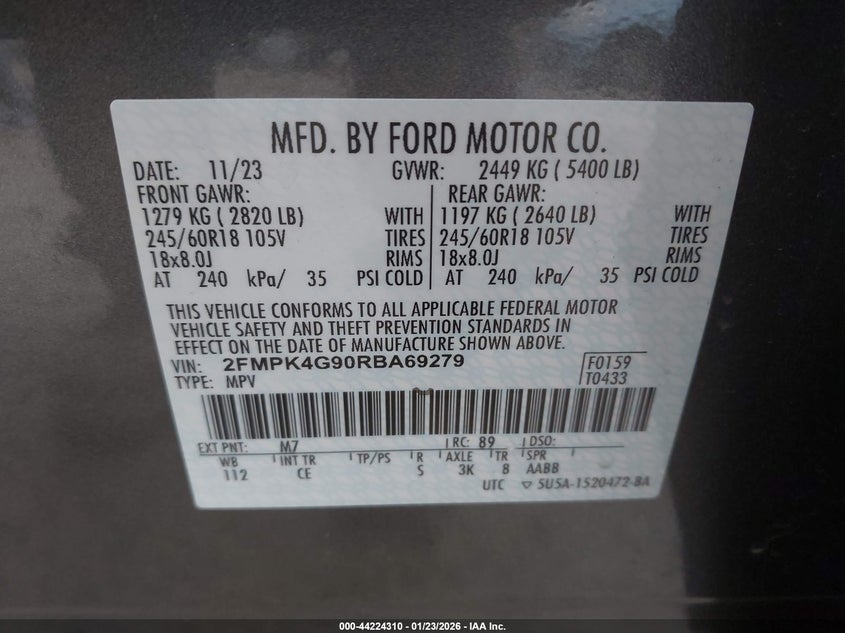 MFD. BY FORD MOTOR CO.
DATE: 11/23 GVWR: 2449 KG ( 5400 LB)
FRONT GAWR: REAR GAWR:
1279 KG ( 2820 LB) WITH 1197 KG ( 2640 LB) WITH
245/60R18 105V TIRES 245/60R18 105V TIRES
18x8.0J RIMS 18x8.0J RIMS
AT 240 kPa/ 35 PSI COLD AT 240 kPa/ 35 PSI COLD
THIS VEHICLE CONFORMS TO ALL APPLICABLE FEDERAL MOTOR
VEHICLE SAFETY AND THEFT PREVENTION STANDARDS IN
EFFECT ON THE DATE OF MANUFACTURE SHOWN ABOVE.
VIN: 2FMPK4G90RBA69279 F0159
TYPE: MPV T0433
EXT PNT: M7 RC: 89 DSO:
WB INT TR TP/PS R AXLE TR SPR
112 CE S 3K 8 AABB
UTC ▽ 5U5A-1520472-BA
000-44224310 - 01/23/2026 - IAA Inc.